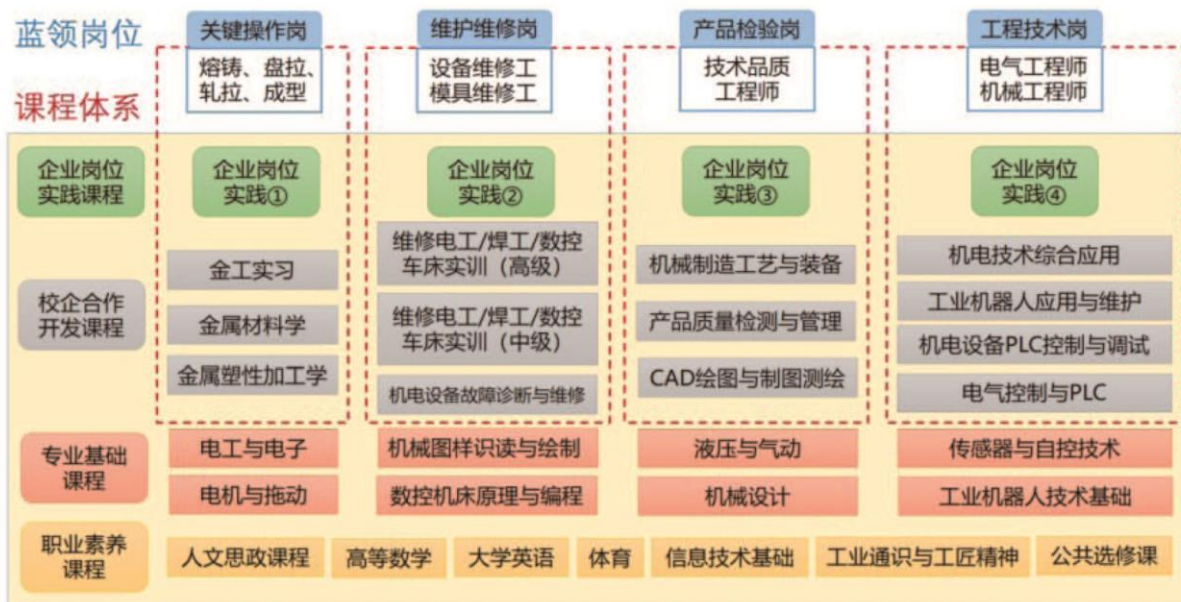 蓝领岗位
关键操作岗
维护维修岗
产品检验岗
工程技术岗
熔铸、盘拉、
轧拉、成型
设备维修工
模具维修工
技术品质
工程师
电气工程师
机械工程师
课程体系
企业岗位
实践课程
企业岗位
实践①
企业岗位
实践②
企业岗位
实践③
企业岗位
实践④
校企合作
开发课程
金工实习
金属材料学
金属塑性加工学
维修电工/焊工/数控
车床实训（高级）
维修电工/焊工/数控
车床实训（中级）
机电设备故障诊断与维修
机械制造工艺与装备
产品质量检测与管理
CAD绘图与制图测绘
机电技术综合应用
工业机器人应用与维护
机电设备PLC控制与调试
电气控制与PLC
专业基础
课程
电工与电子
机械图样识读与绘制
液压与气动
传感器与自控技术
电机与拖动
数控机床原理与编程
机械设计
工业机器人技术基础
职业素养
课程
人文思政课程
高等数学
大学英语
体育
信息技术基础
工业通识与工匠精神
公共选修课